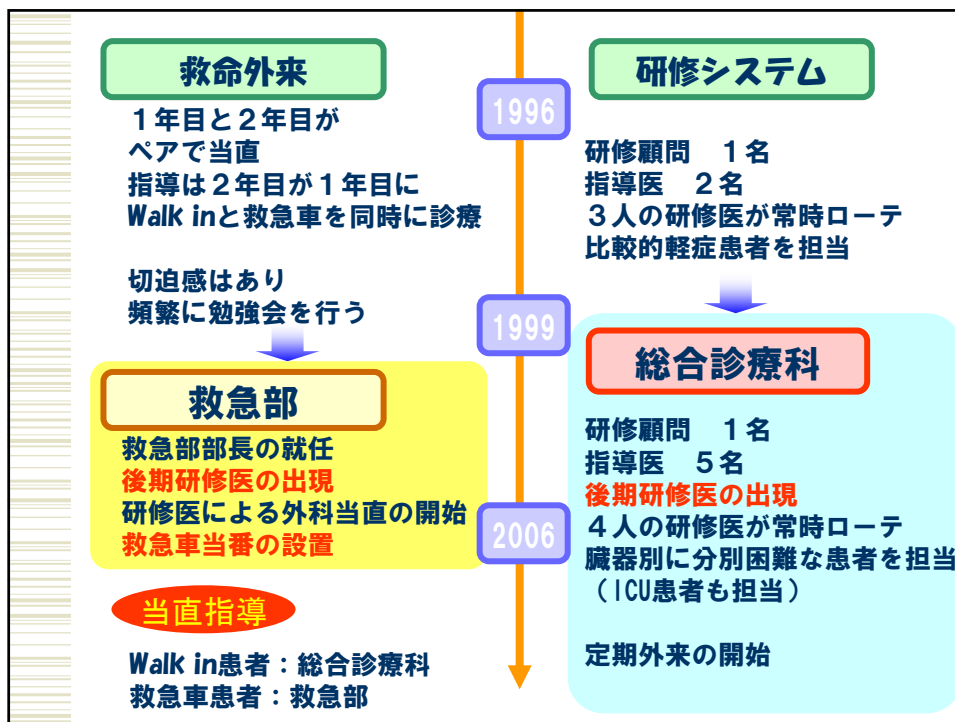 救命外来
１年目と２年目が
ペアで当直
指導は２年目が１年目に
Walk inと救急車を同時に診療
切迫感はあり
頻繁に勉強会を行う
救急部
救急部部長の就任
後期研修医の出現
研修医による外科当直の開始
救急車当番の設置
当直指導
Walk in患者：総合診療科
救急車患者：救急部
1996
1999
2006
研修システム
研修顧問　１名
指導医　２名
３人の研修医が常時ローテ
比較的軽症患者を担当
総合診療科
研修顧問　１名
指導医　５名
後期研修医の出現
４人の研修医が常時ローテ
臓器別に分別困難な患者を担当
（ICU患者も担当）
定期外来の開始